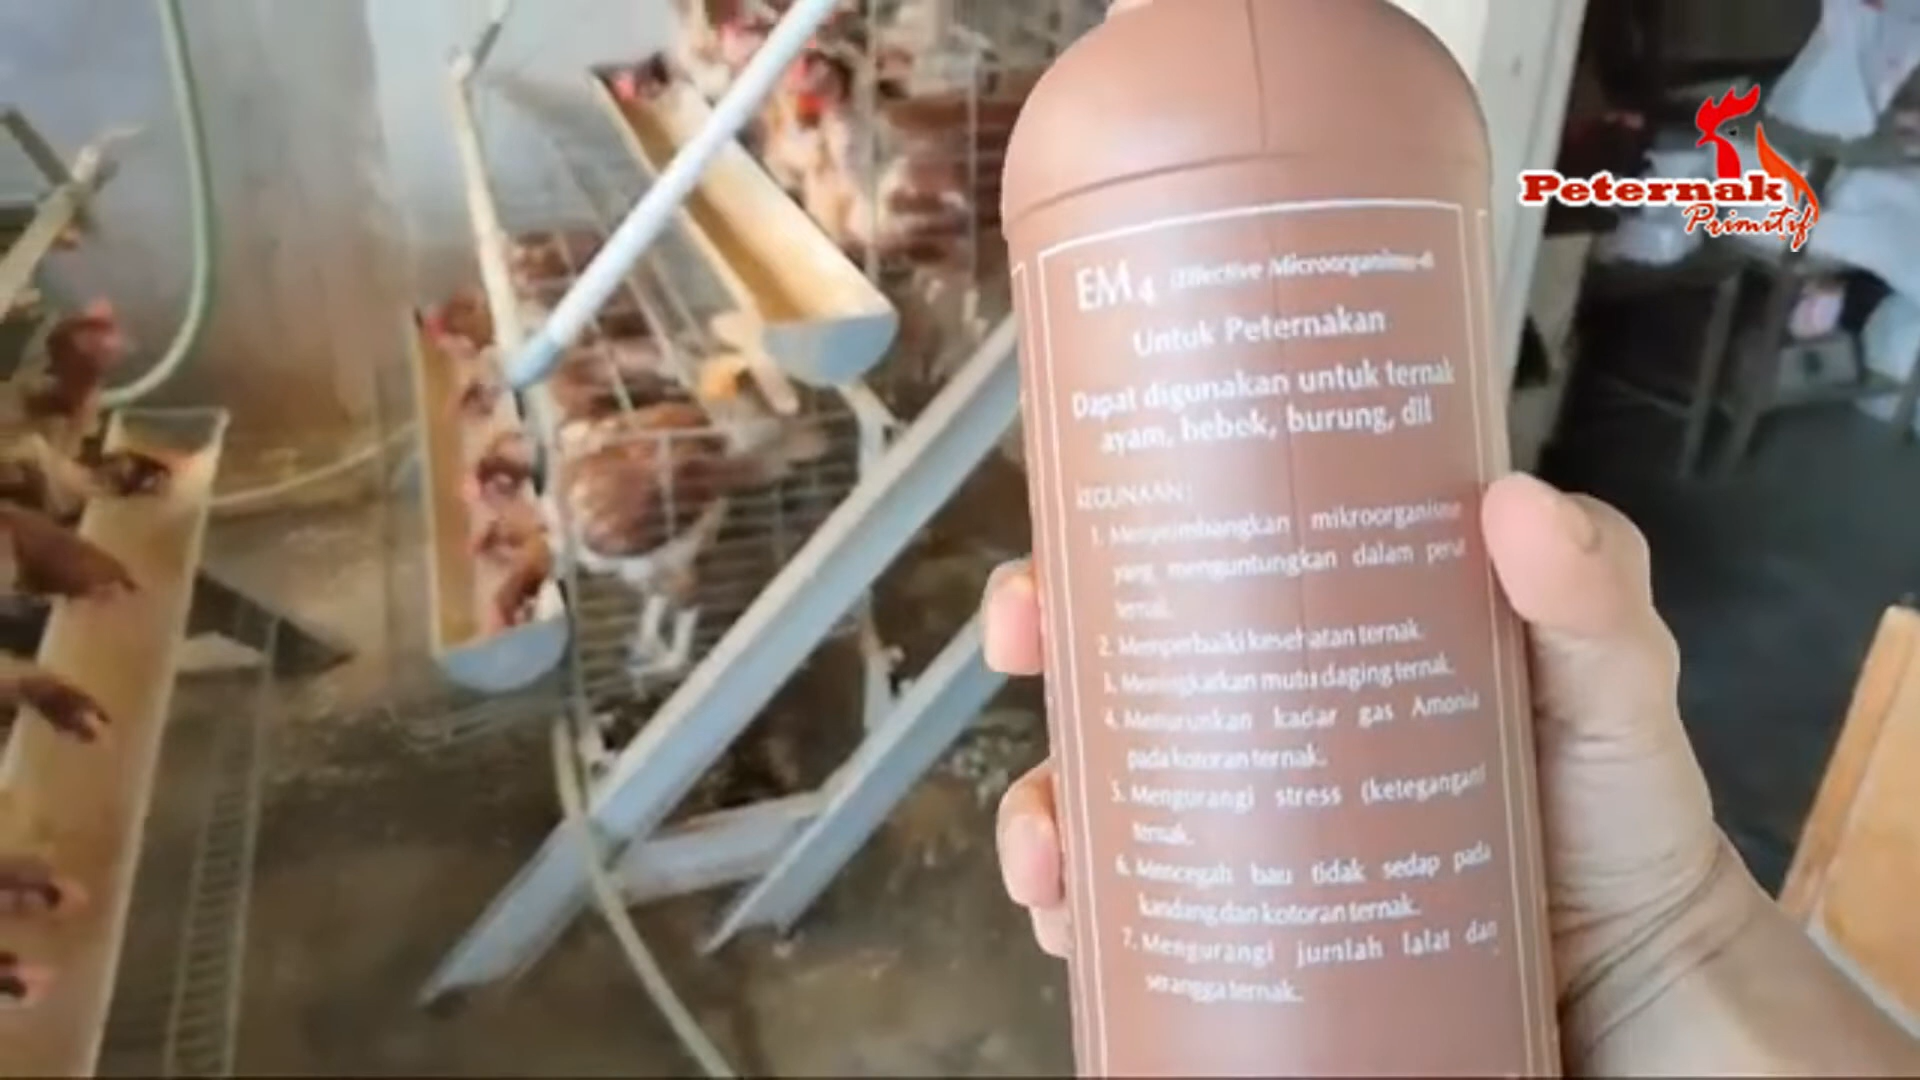 Peternak
Primitif
EM4 (Effective Microorganisme-4)
Untuk Peternakan
Dapat digunakan untuk ternak
ayam, bebek, burung, dll
KEGUNAAN :
1. Menyeimbangkan mikroorganisme
yang menguntungkan dalam perut
ternak.
2. Memperbaiki kesehatan ternak.
3. Meningkatkan mutu daging ternak.
4. Menurunkan kadar gas Amonia
pada kotoran ternak.
5. Mengurangi stress (ketegangan)
ternak.
6. Mencegah bau tidak sedap pada
kandang dan kotoran ternak.
7. Mengurangi jumlah lalat dan
serangga ternak.